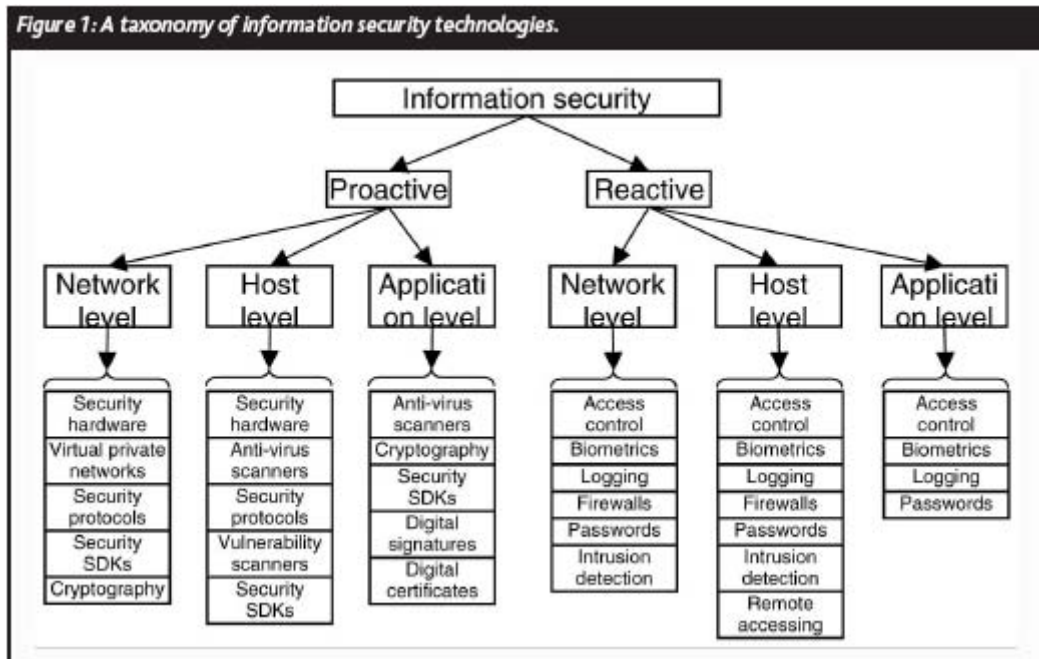 Figure 1: A taxonomy of information security technologies.
Information security
Proactive
Reactive
Network
level
Host
level
Applicati
on level
Network
level
Host
level
Applicati
on level
Security
hardware
Virtual private
networks
Security
protocols
Security
SDKs
Cryptography
Security
hardware
Anti-virus
scanners
Security
protocols
Vulnerability
scanners
Security
SDKs
Anti-virus
scanners
Cryptography
Security
SDKs
Digital
signatures
Digital
certificates
Access
control
Biometrics
Logging
Firewalls
Passwords
Intrusion
detection
Access
control
Biometrics
Logging
Firewalls
Passwords
Intrusion
detection
Remote
accessing
Access
control
Biometrics
Logging
Passwords